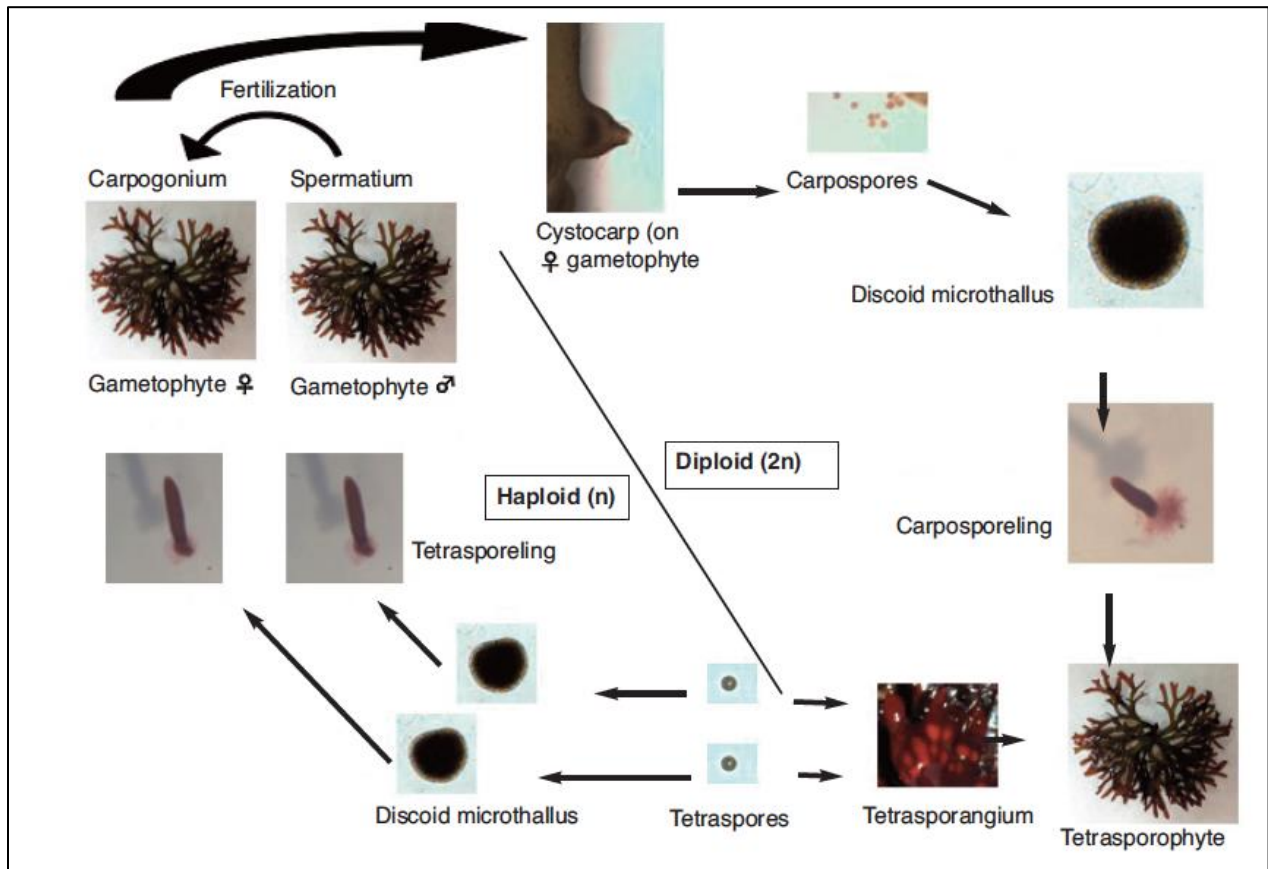 Fertilization
Carpogonium
Spermatium
Gametophyte ♀
Gametophyte ♂
Cystocarp (on
♀ gametophyte
Carpospores
Discoid microthallus
Diploid (2n)
Haploid (n)
Carposporeling
Tetrasporeling
Discoid microthallus
Tetraspores
Tetrasporangium
Tetrasporophyte